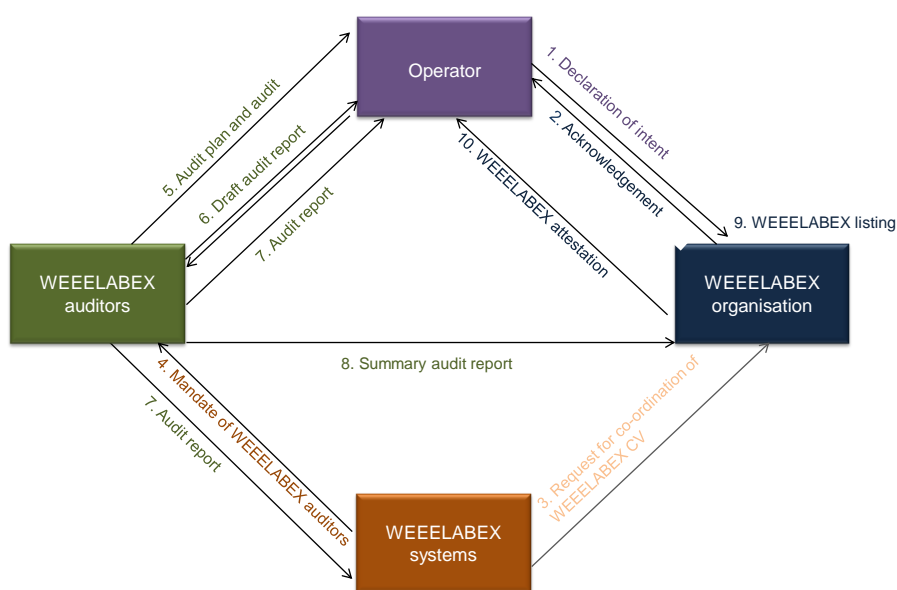 Operator
1. Declaration of intent
2. Acknowledgement
5. Audit plan and audit
6. Draft audit report
7. Audit report
10. WEEELABEX attestation
9. WEEELABEX listing
WEEELABEX
auditors
WEEELABEX
organisation
8. Summary audit report
4. Mandate of WEEELABEX auditors
7. Audit report
3. Request for co-ordination of
WEEELABEX CV
WEEELABEX
systems